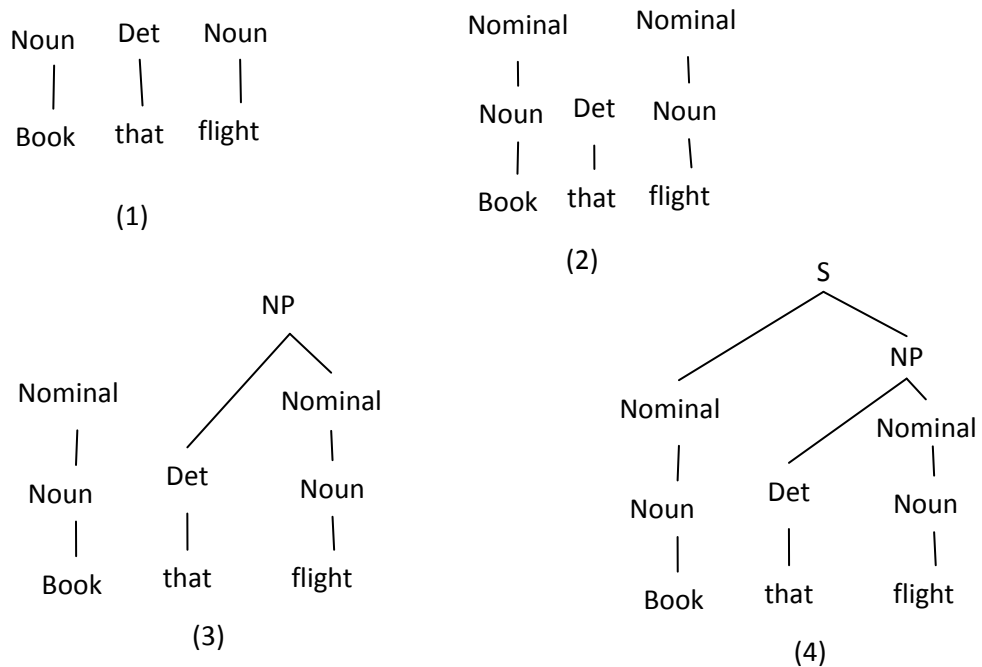 Noun Det Noun
Book that flight
(1)
Nominal Nominal
Noun Det Noun
Book that flight
(2)
NP
Nominal Nominal
Noun Det Noun
Book that flight
(3)
S
NP
Nominal Nominal
Noun Det Noun
Book that flight
(4)